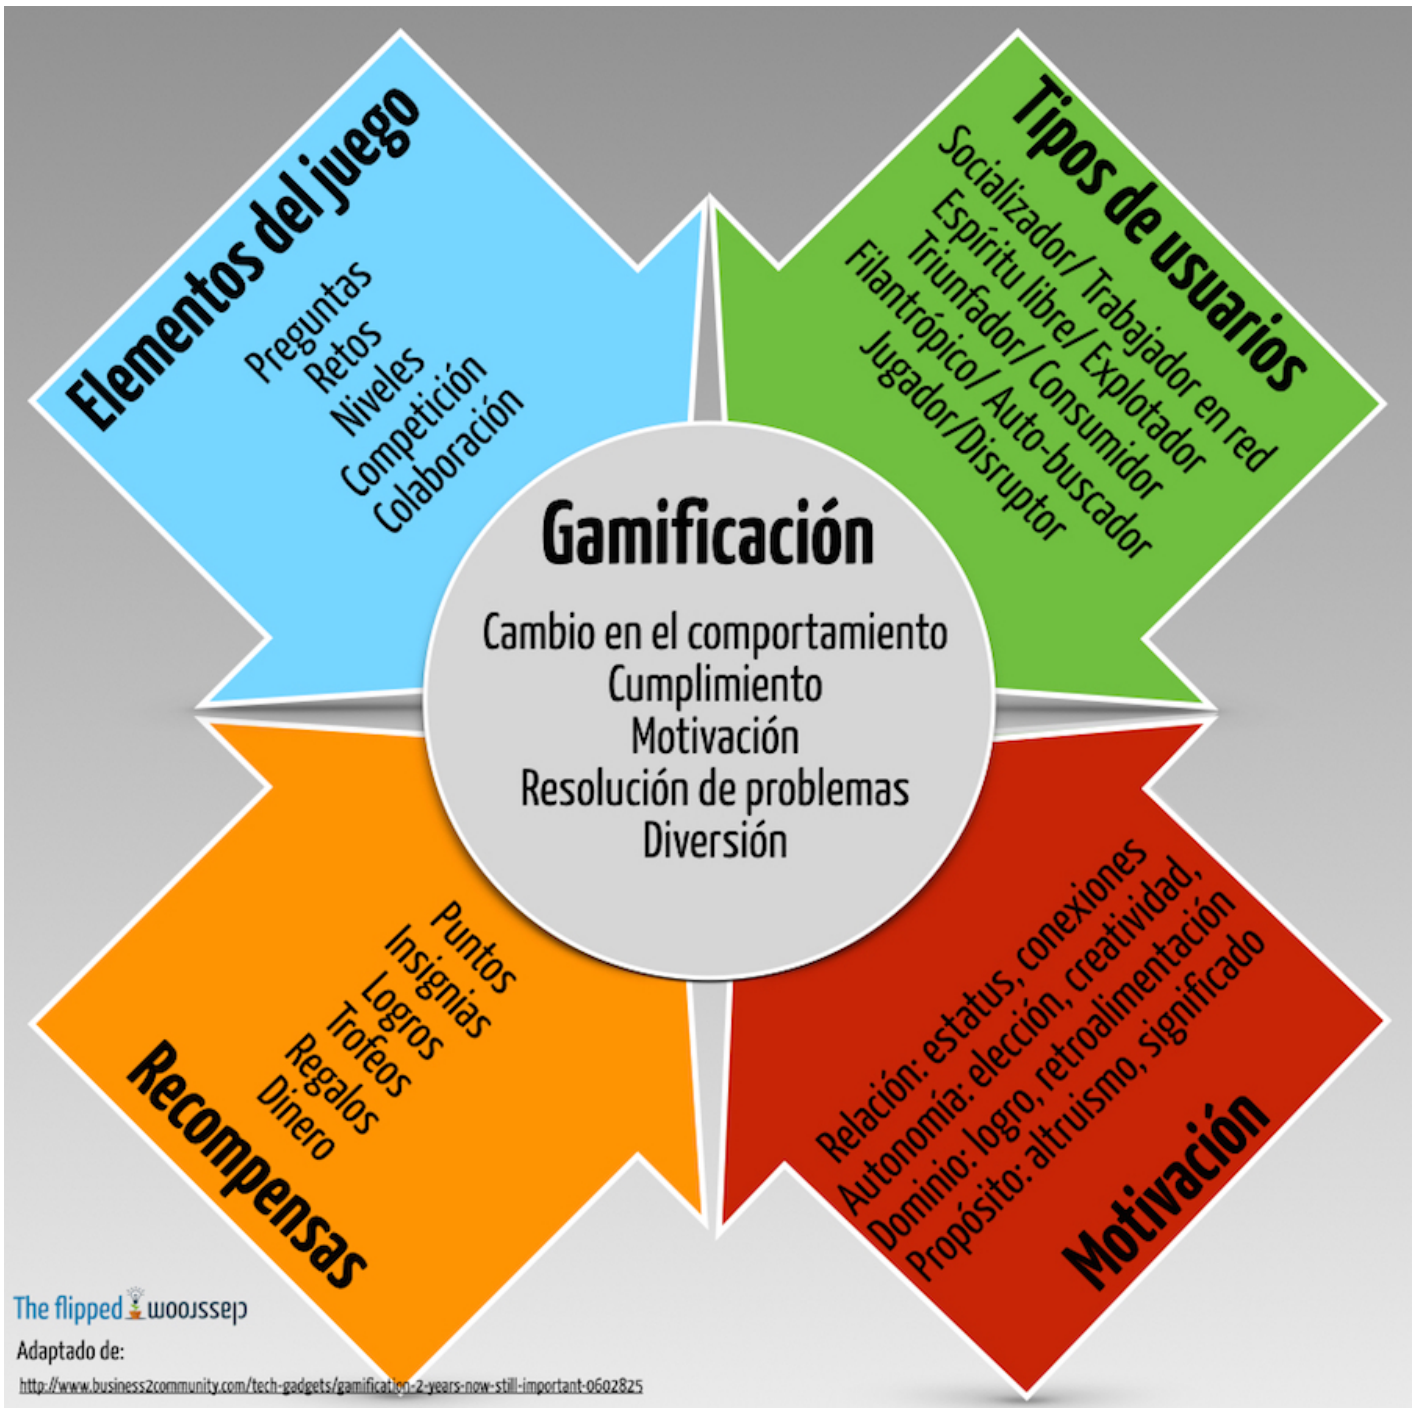 Elementos del juego
Preguntas
Retos
Niveles
Competición
Colaboración
Tipos de usuarios
Socializador/ Trabajador en red
Espíritu libre/ Explotador
Triunfador/ Consumidor
Filantrópico/ Auto-buscador
Jugador/Disruptor
Gamificación
Cambio en el comportamiento
Cumplimiento
Motivación
Resolución de problemas
Diversión
Puntos
Insignias
Logros
Trofeos
Regalos
Dinero
Recompensas
Relación: estatus, conexiones
Autonomía: elección, creatividad,
Dominio: logro, retroalimentación
Propósito: altruismo, significado
Motivación
The flipped classroom
Adaptado de:
http://www.business2community.com/tech-gadgets/gamification-2-years-now-still-important-0602825